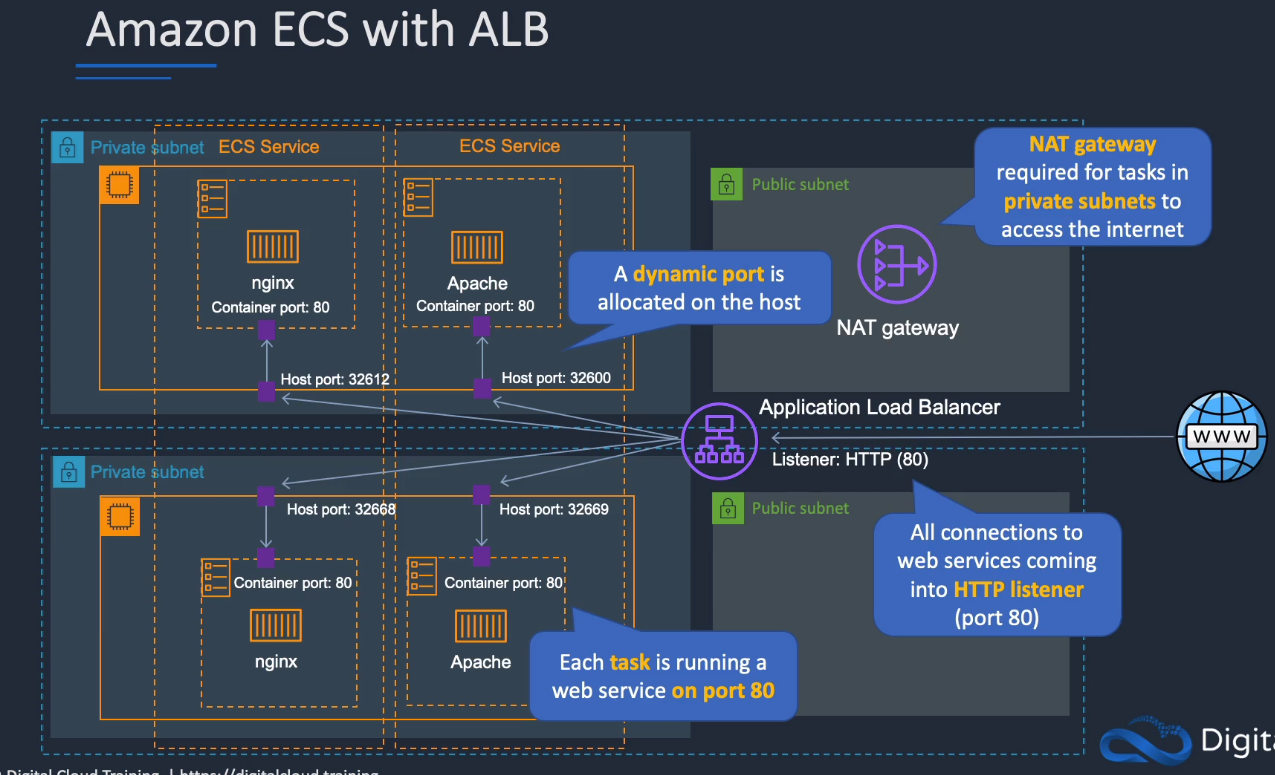 Amazon ECS with ALB
Private subnet
ECS Service
ECS Service
nginx
Container port: 80
Apache
Container port: 80
Host port: 32612
Host port: 32600
A dynamic port is
allocated on the host
Public subnet
NAT gateway
NAT gateway
required for tasks in
private subnets to
access the internet
Application Load Balancer
Listener: HTTP (80)
WWW
Private subnet
Host port: 32668
Host port: 32669
Container port: 80
nginx
Container port: 80
Apache
Each task is running a
web service on port 80
Public subnet
All connections to
web services coming
into HTTP listener
(port 80)
Digita
Digital Cloud Training | https://digitalcloud.training